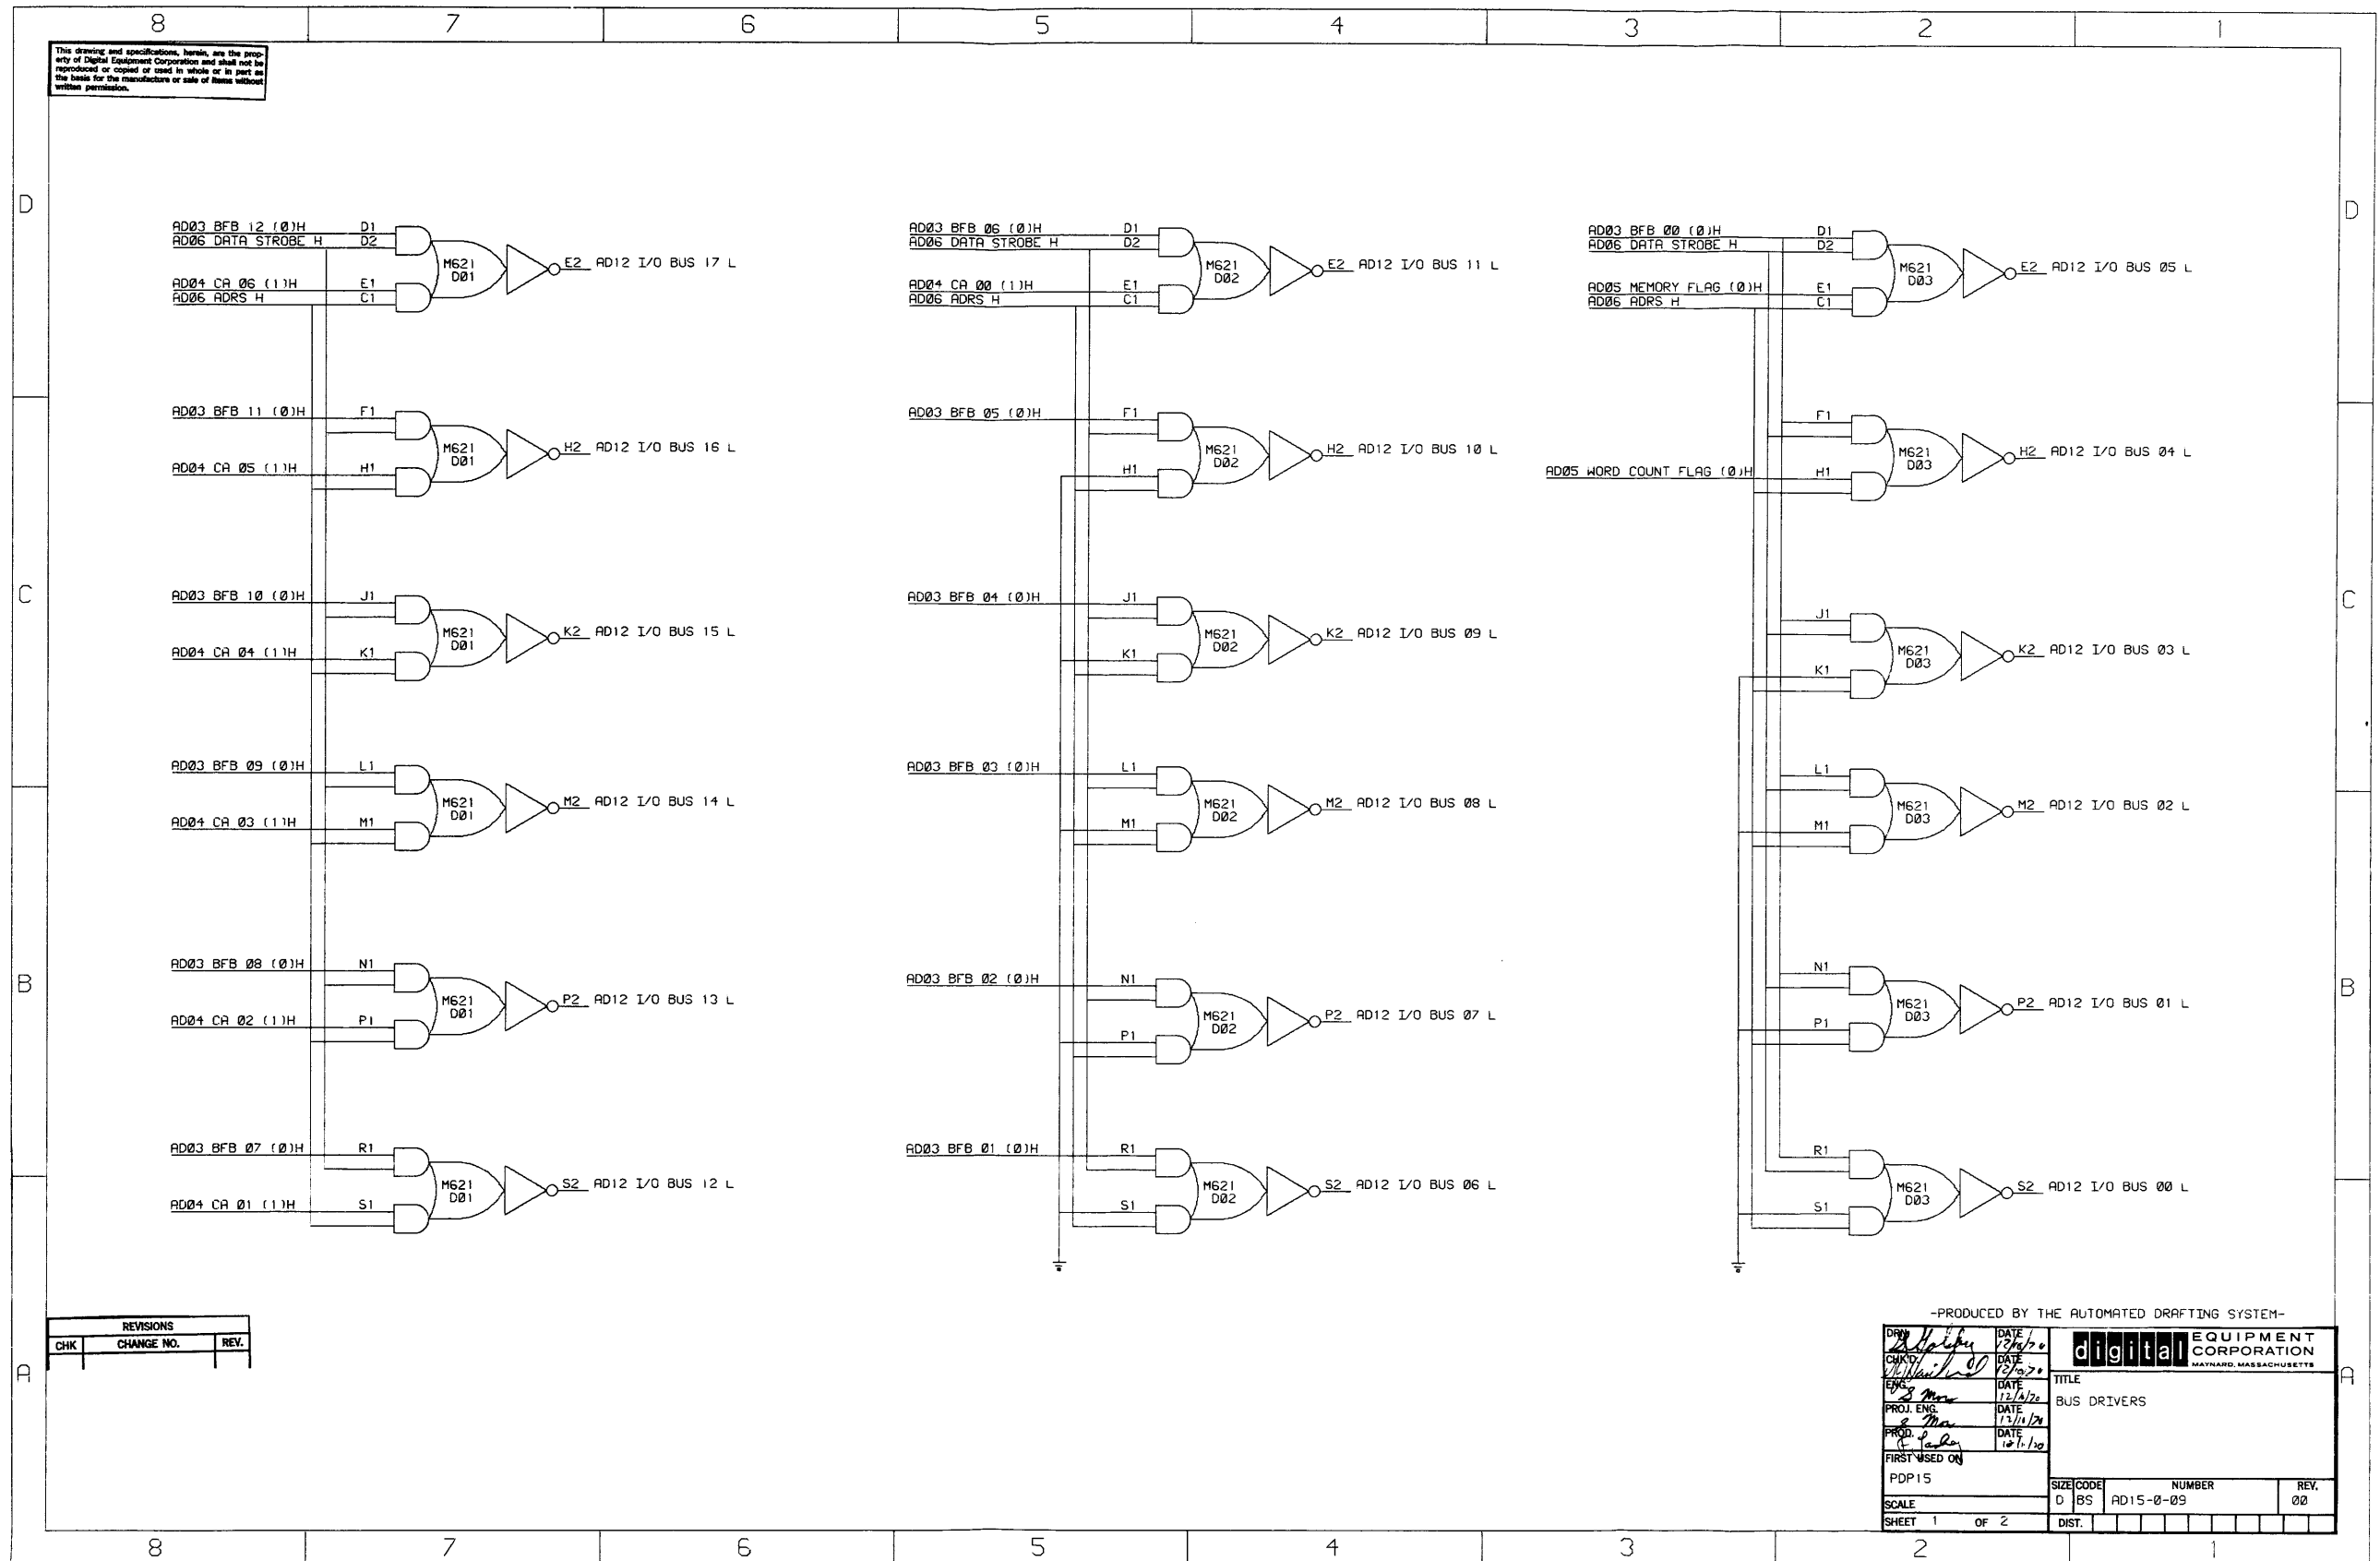 8 7 6 5 4 3 2 1
This drawing and specifications, herein, are the prop-
erty of Digital Equipment Corporation and shall not be
reproduced or copied or used in whole or in part as
the basis for the manufacture or sale of items without
written permission.
D
D
AD03 BFB 12 (0)H D1
AD06 DATA STROBE H D2
M621
D01
E2 AD12 I/O BUS 17 L
AD04 CA 06 (1)H E1
AD06 ADRS H C1
AD03 BFB 11 (0)H F1
M621
D01
H2 AD12 I/O BUS 16 L
AD04 CA 05 (1)H H1
AD03 BFB 10 (0)H J1
M621
D01
K2 AD12 I/O BUS 15 L
AD04 CA 04 (1)H K1
AD03 BFB 09 (0)H L1
M621
D01
M2 AD12 I/O BUS 14 L
AD04 CA 03 (1)H M1
AD03 BFB 08 (0)H N1
M621
D01
P2 AD12 I/O BUS 13 L
AD04 CA 02 (1)H P1
AD03 BFB 07 (0)H R1
M621
D01
S2 AD12 I/O BUS 12 L
AD04 CA 01 (1)H S1
AD03 BFB 06 (0)H D1
AD06 DATA STROBE H D2
M621
D02
E2 AD12 I/O BUS 11 L
AD04 CA 00 (1)H E1
AD06 ADRS H C1
AD03 BFB 05 (0)H F1
M621
D02
H2 AD12 I/O BUS 10 L
H1
AD03 BFB 04 (0)H J1
M621
D02
K2 AD12 I/O BUS 09 L
K1
AD03 BFB 03 (0)H L1
M621
D02
M2 AD12 I/O BUS 08 L
M1
AD03 BFB 02 (0)H N1
M621
D02
P2 AD12 I/O BUS 07 L
P1
AD03 BFB 01 (0)H R1
M621
D02
S2 AD12 I/O BUS 06 L
S1
AD03 BFB 00 (0)H D1
AD06 DATA STROBE H D2
M621
D03
E2 AD12 I/O BUS 05 L
AD05 MEMORY FLAG (0)H E1
AD06 ADRS H C1
F1
M621
D03
H2 AD12 I/O BUS 04 L
AD05 WORD COUNT FLAG (0)H H1
J1
M621
D03
K2 AD12 I/O BUS 03 L
K1
L1
M621
D03
M2 AD12 I/O BUS 02 L
M1
N1
M621
D03
P2 AD12 I/O BUS 01 L
P1
R1
M621
D03
S2 AD12 I/O BUS 00 L
S1
C
C
B
B
A
A
REVISIONS
CHK CHANGE NO. REV.
-PRODUCED BY THE AUTOMATED DRAFTING SYSTEM-
DRN. DATE
CHK'D. DATE
ENG. DATE
PROJ. ENG. DATE
PROD. DATE
FIRST USED ON
PDP15
SCALE
SHEET 1 OF 2
digital EQUIPMENT
CORPORATION
MAYNARD, MASSACHUSETTS
TITLE
BUS DRIVERS
SIZE CODE NUMBER REV.
D BS AD15-0-09 00
DIST.
8 7 6 5 4 3 2 1